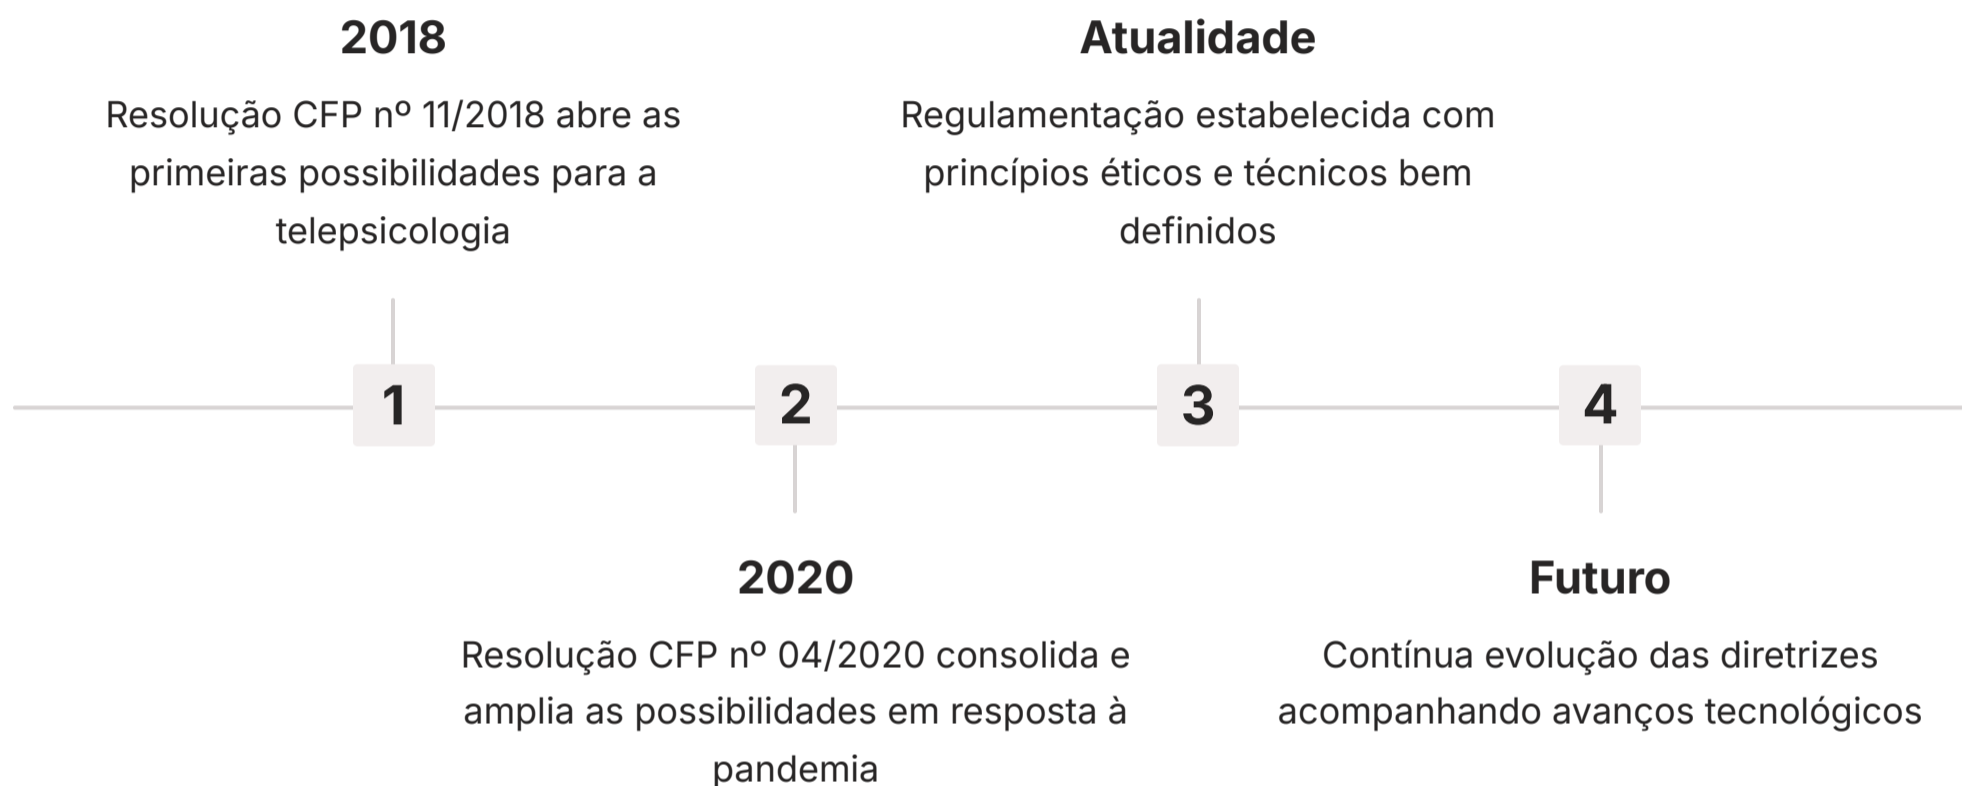 2018
Resolução CFP nº 11/2018 abre as
primeiras possibilidades para a
telepsicologia
Atualidade
Regulamentação estabelecida com
princípios éticos e técnicos bem
definidos
1
2
3
4
2020
Resolução CFP nº 04/2020 consolida e
amplia as possibilidades em resposta à
pandemia
Futuro
Contínua evolução das diretrizes
acompanhando avanços tecnológicos